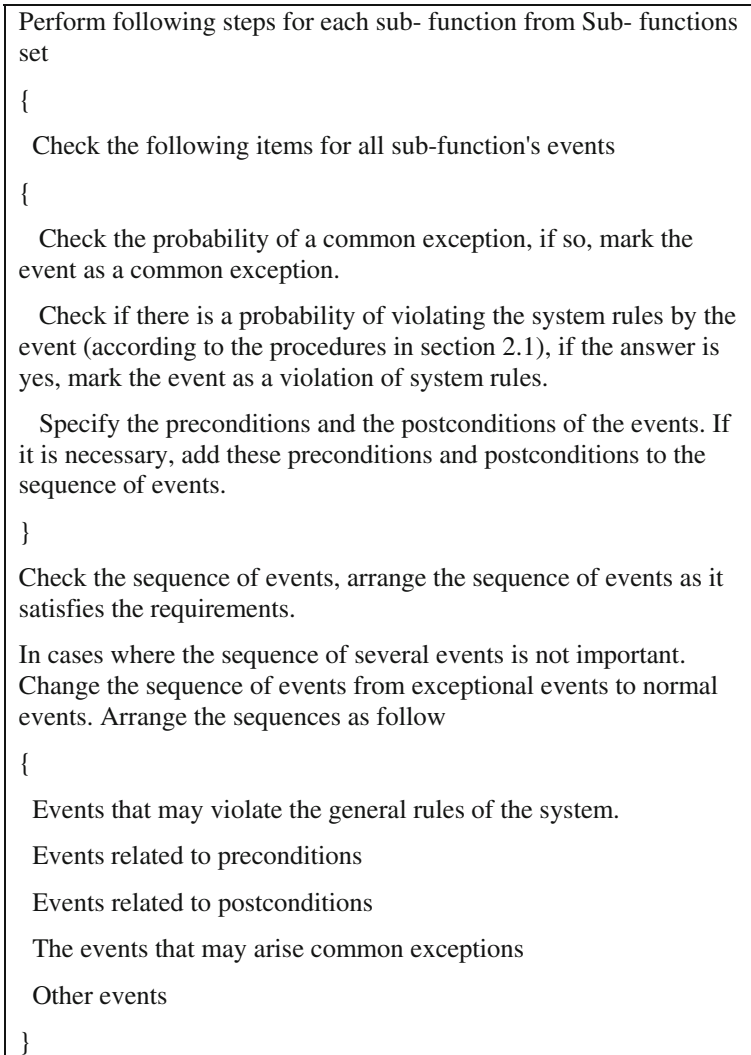 Perform following steps for each sub- function from Sub- functions
set
{
Check the following items for all sub-function's events
{
Check the probability of a common exception, if so, mark the
event as a common exception.
Check if there is a probability of violating the system rules by the
event (according to the procedures in section 2.1), if the answer is
yes, mark the event as a violation of system rules.
Specify the preconditions and the postconditions of the events. If
it is necessary, add these preconditions and postconditions to the
sequence of events.
}
Check the sequence of events, arrange the sequence of events as it
satisfies the requirements.
In cases where the sequence of several events is not important.
Change the sequence of events from exceptional events to normal
events. Arrange the sequences as follow
{
Events that may violate the general rules of the system.
Events related to preconditions
Events related to postconditions
The events that may arise common exceptions
Other events
}